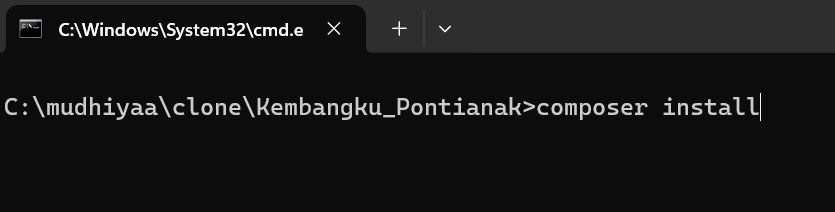 C:\Windows\System32\cmd.e
C:\mudhiyaa\clone\Kembangku_Pontianak>composer install